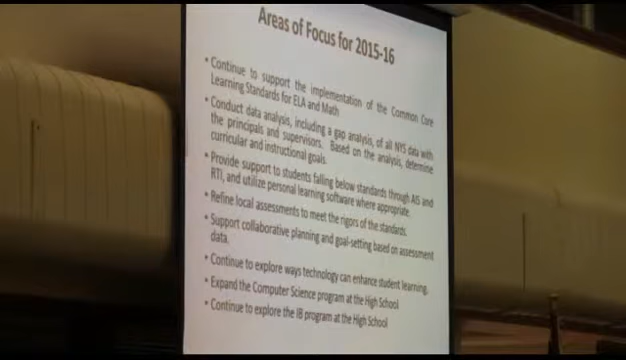 Areas of Focus for 2015-16
• Continue to support the implementation of the Common Core
Learning Standards for ELA and Math
• Conduct data analysis, including a gap analysis, of all NYS data with
the principals and supervisors. Based on the analysis, determine
curricular and instructional goals.
• Provide support to students falling below standards through AIS and
RTI, and utilize personal learning software where appropriate.
• Refine local assessments to meet the rigors of the standards.
• Support collaborative planning and goal-setting based on assessment
data.
• Continue to explore ways technology can enhance student learning.
• Expand the Computer Science program at the High School
• Continue to explore the IB program at the High School